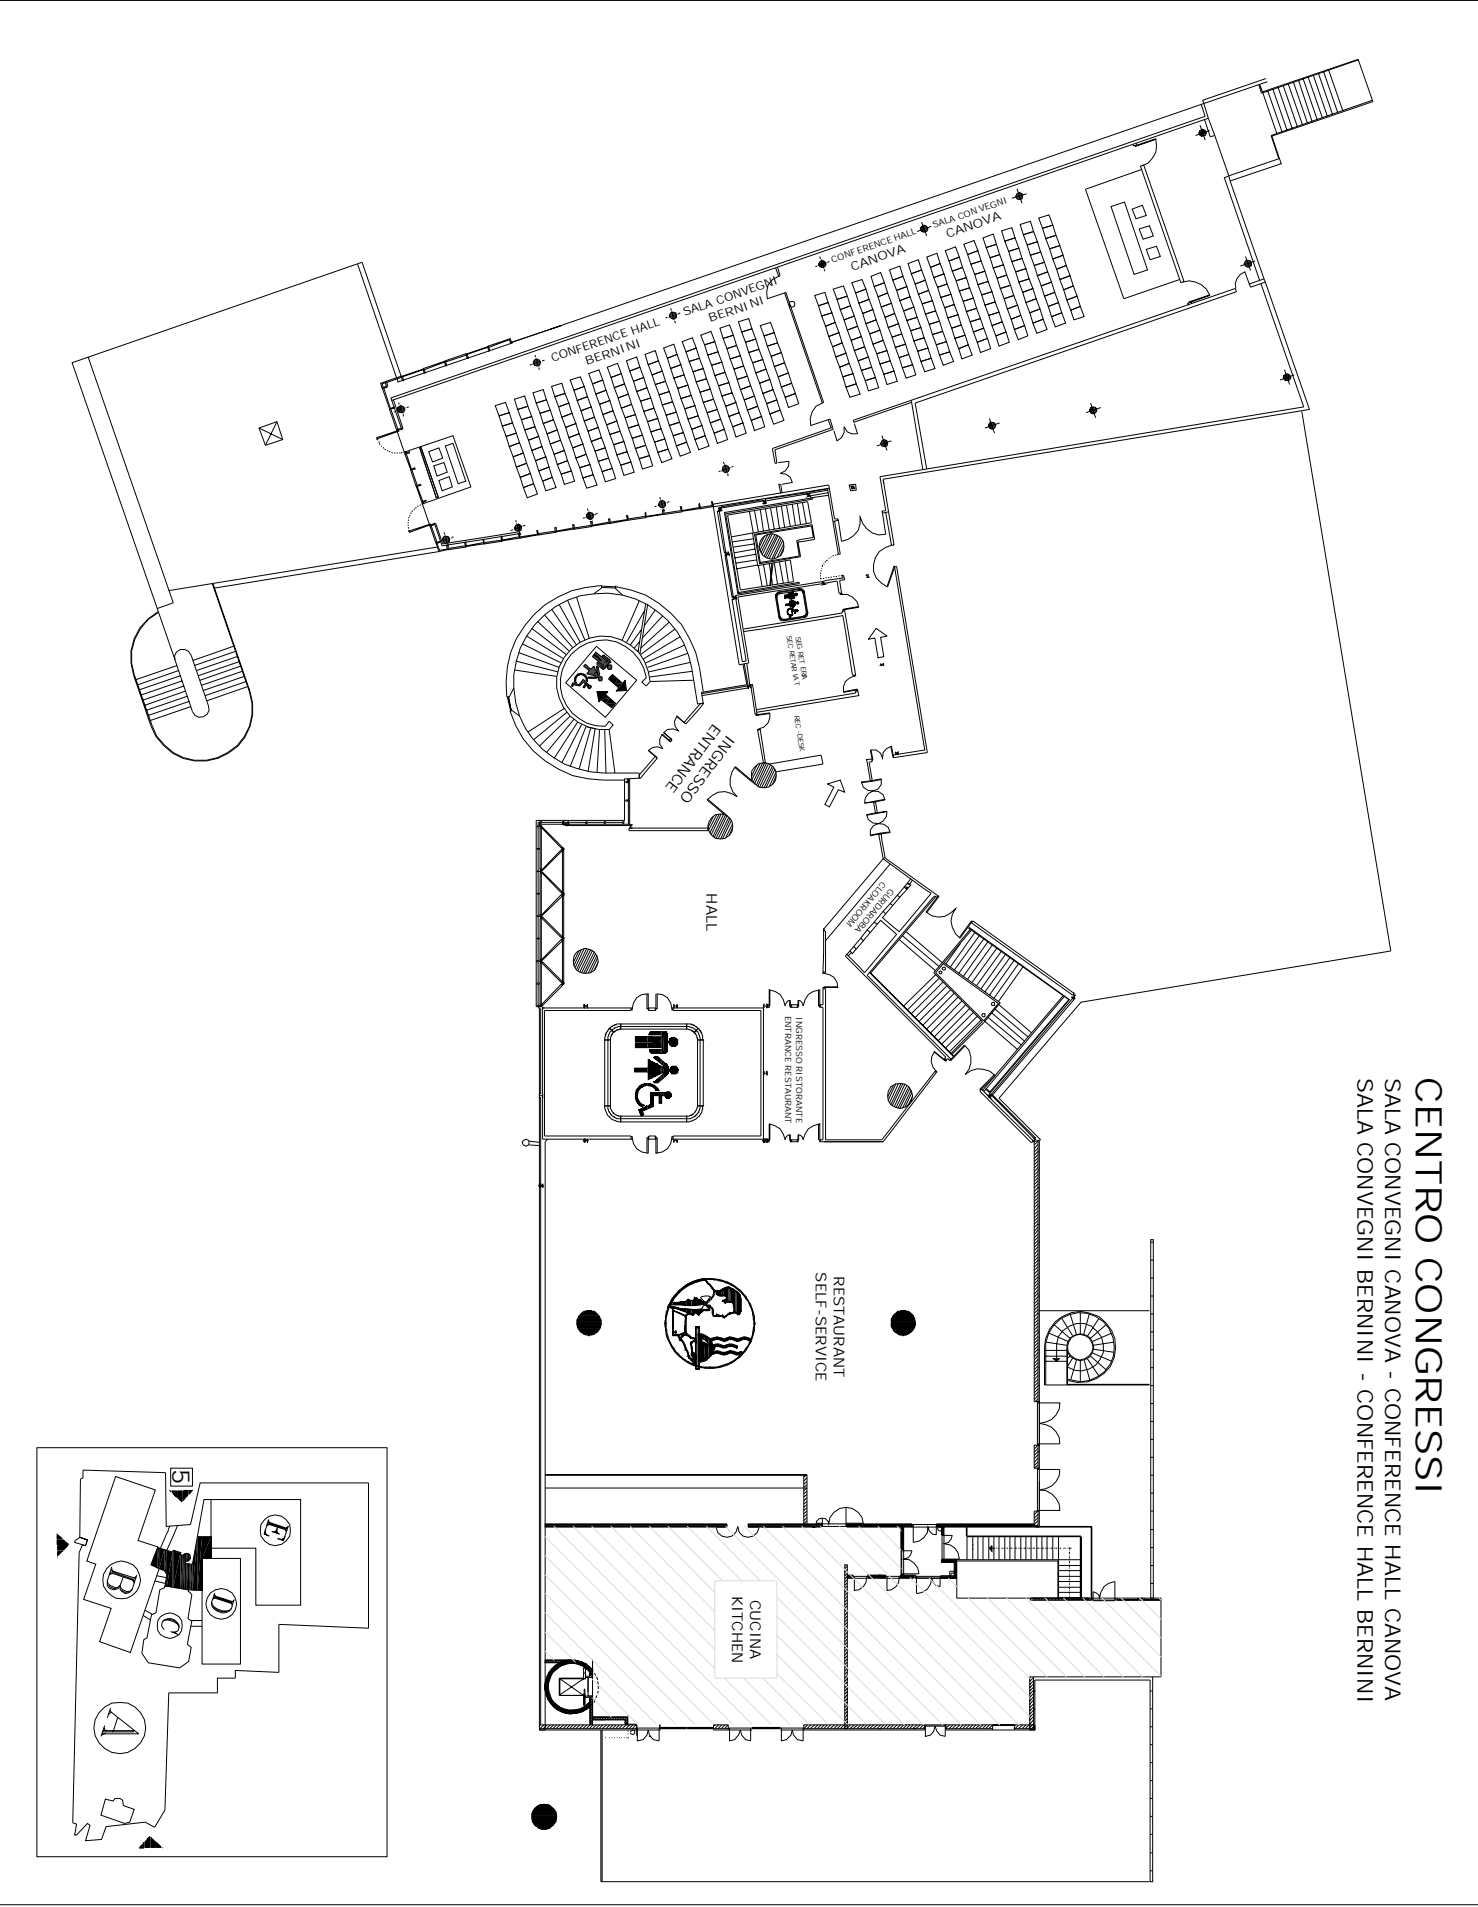 CENTRO CONGRESSI
SALA CONVEGNI CANOVA - CONFERENCE HALL CANOVA
SALA CONVEGNI BERNINI - CONFERENCE HALL BERNINI
CONFERENCE HALL
CANOVA
SALA CONVEGNI
CANOVA
CONFERENCE HALL
BERNINI
SALA CONVEGNI
BERNINI
SEGRETERIA
SECRETARIAT
REC-DESK
INGRESSO
ENTRANCE
HALL
GURDAROBA
CLOAKROOM
INGRESSO RISTORANTE
ENTRANCE RESTAURANT
RESTAURANT
SELF-SERVICE
CUCINA
KITCHEN
5
E
B
D
C
A